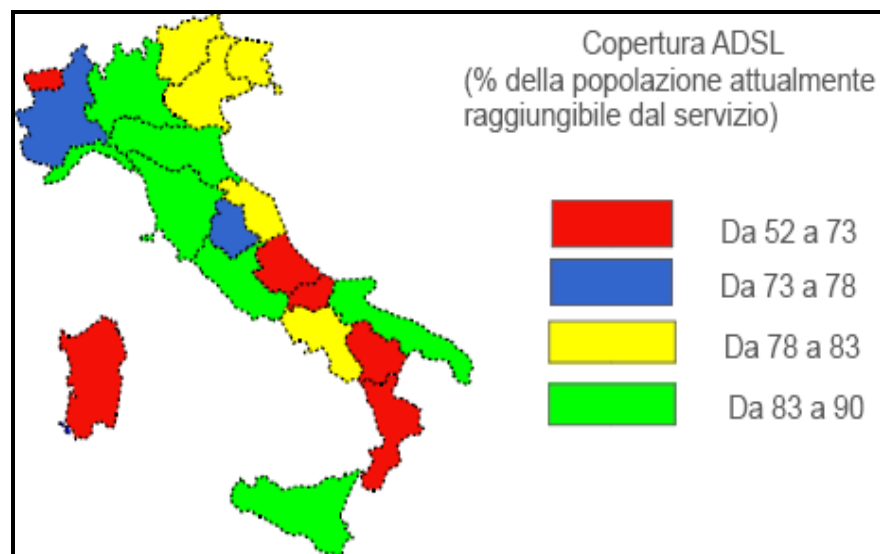 Copertura ADSL
(% della popolazione attualmente
raggiungibile dal servizio)
Da 52 a 73
Da 73 a 78
Da 78 a 83
Da 83 a 90